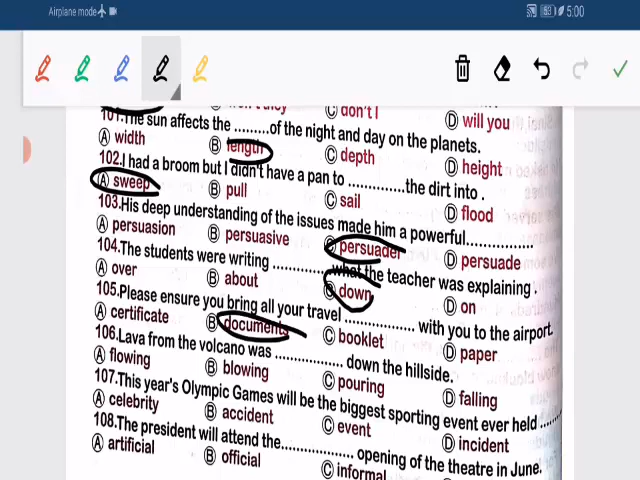 Airplane mode 93 5:00
C don't I D will you
101.The sun affects the .........of the night and day on the planets.
A width B length C depth D height
102.I had a broom but I didn't have a pan to .............the dirt into .
A sweep B pull C sail D flood
103.His deep understanding of the issues made him a powerful..............
A persuasion B persuasive C persuader D persuade
104.The students were writing ............. what the teacher was explaining .
A over B about C down D on
105.Please ensure you bring all your travel .............. with you to the airport.
A certificate B documents C booklet D paper
106.Lava from the volcano was .............. down the hillside.
A flowing B blowing C pouring D falling
107.This year's Olympic Games will be the biggest sporting event ever held .....
A celebrity B accident C event D incident
108.The president will attend the............... opening of the theatre in June.
A artificial B official C informal